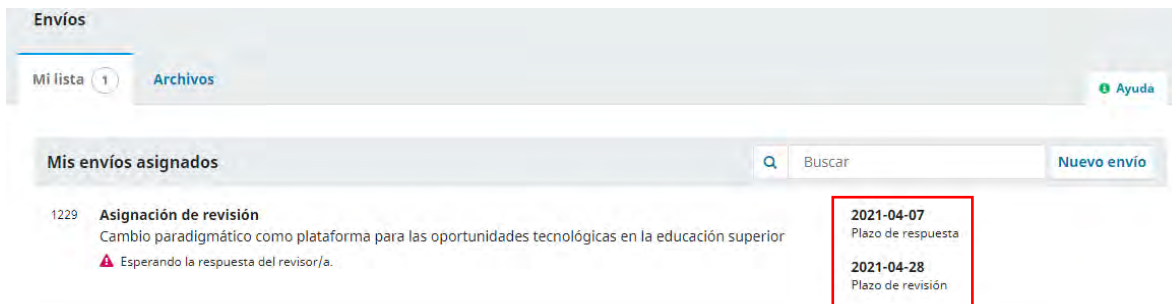 Envíos
Mi lista 1 Archivos
Ayuda
Mis envíos asignados Buscar Nuevo envío
1229 Asignación de revisión 2021-04-07
Cambio paradigmático como plataforma para las oportunidades tecnológicas en la educación superior Plazo de respuesta
Esperando la respuesta del revisor/a. 2021-04-28
Plazo de revisión